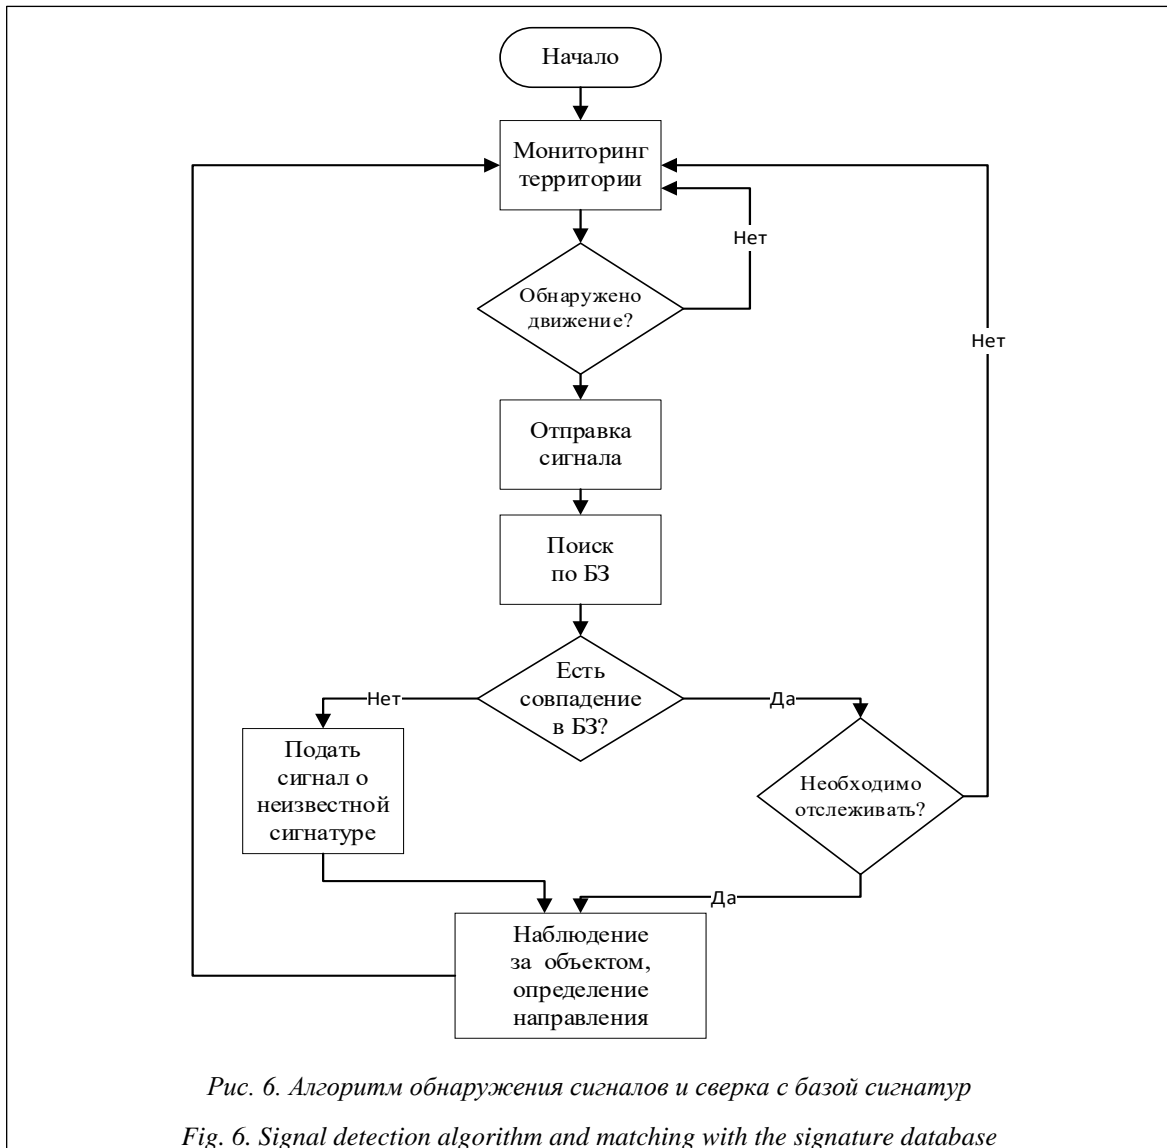 Начало
Мониторинг
территории
Нет
Обнаружено
движение?
Нет
Отправка
сигнала
Поиск
по БЗ
Есть
совпадение
в БЗ?
Нет
Да
Подать
сигнал о
неизвестной
сигнатуре
Необходимо
отслеживать?
Да
Наблюдение
за объектом,
определение
направления
Рис. 6. Алгоритм обнаружения сигналов и сверка с базой сигнатур
Fig. 6. Signal detection algorithm and matching with the signature database